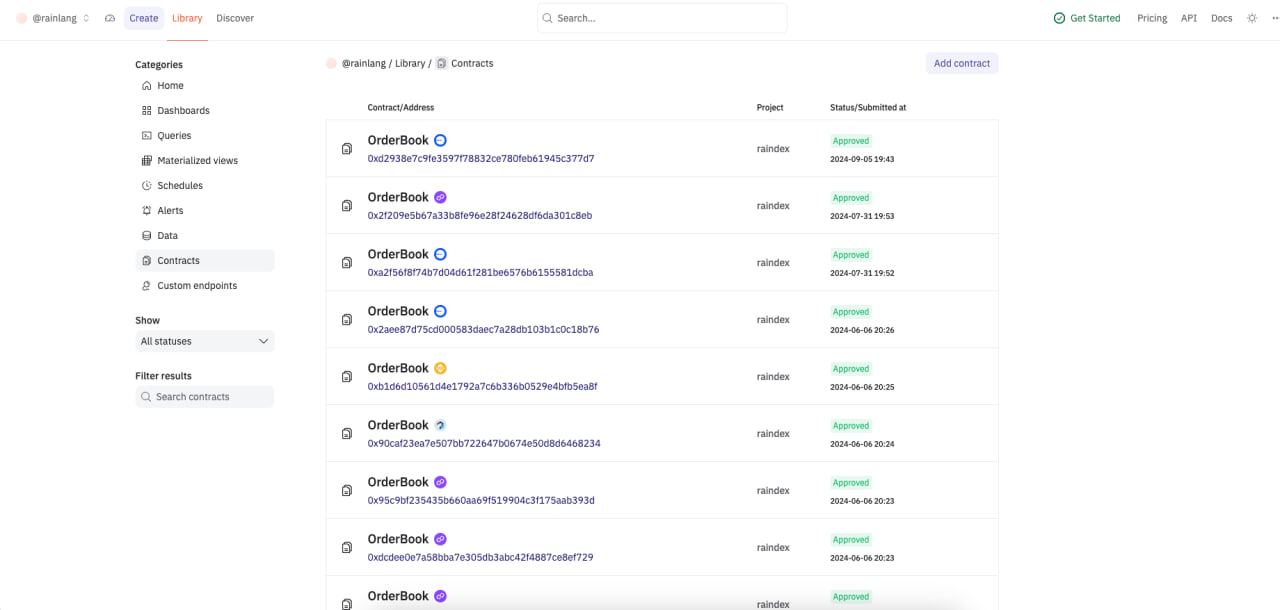 @rainlang Create Library Discover Search... Get Started Pricing API Docs
Categories
Home
Dashboards
Queries
Materialized views
Schedules
Alerts
Data
Contracts
Custom endpoints
Show
All statuses
Filter results
Search contracts
@rainlang / Library / Contracts Add contract
Contract/Address Project Status/Submitted at
OrderBook Approved
0xd2938e7c9fe3597f78832ce780feb61945c377d7 raindex 2024-09-05 19:43
OrderBook Approved
0x2f209e5b67a33b8fe96e28f24628df6da301c8eb raindex 2024-07-31 19:53
OrderBook Approved
0xa2f56f8f74b7d04d61f281be6576b6155581dcba raindex 2024-07-31 19:52
OrderBook Approved
0x2aee87d75cd000583daec7a28db103b1c0c18b76 raindex 2024-06-06 20:26
OrderBook Approved
0xb1d6d10561d4e1792a7c6b336b0529e4bfb5ea8f raindex 2024-06-06 20:25
OrderBook Approved
0x90caf23ea7e507bb722647b0674e50d8d6468234 raindex 2024-06-06 20:24
OrderBook Approved
0x95c9bf235435b660aa69f519904c3f175aab393d raindex 2024-06-06 20:23
OrderBook Approved
0xdcdee0e7a58bba7e305db3abc42f4887ce8ef729 raindex 2024-06-06 20:23
OrderBook Approved
raindex